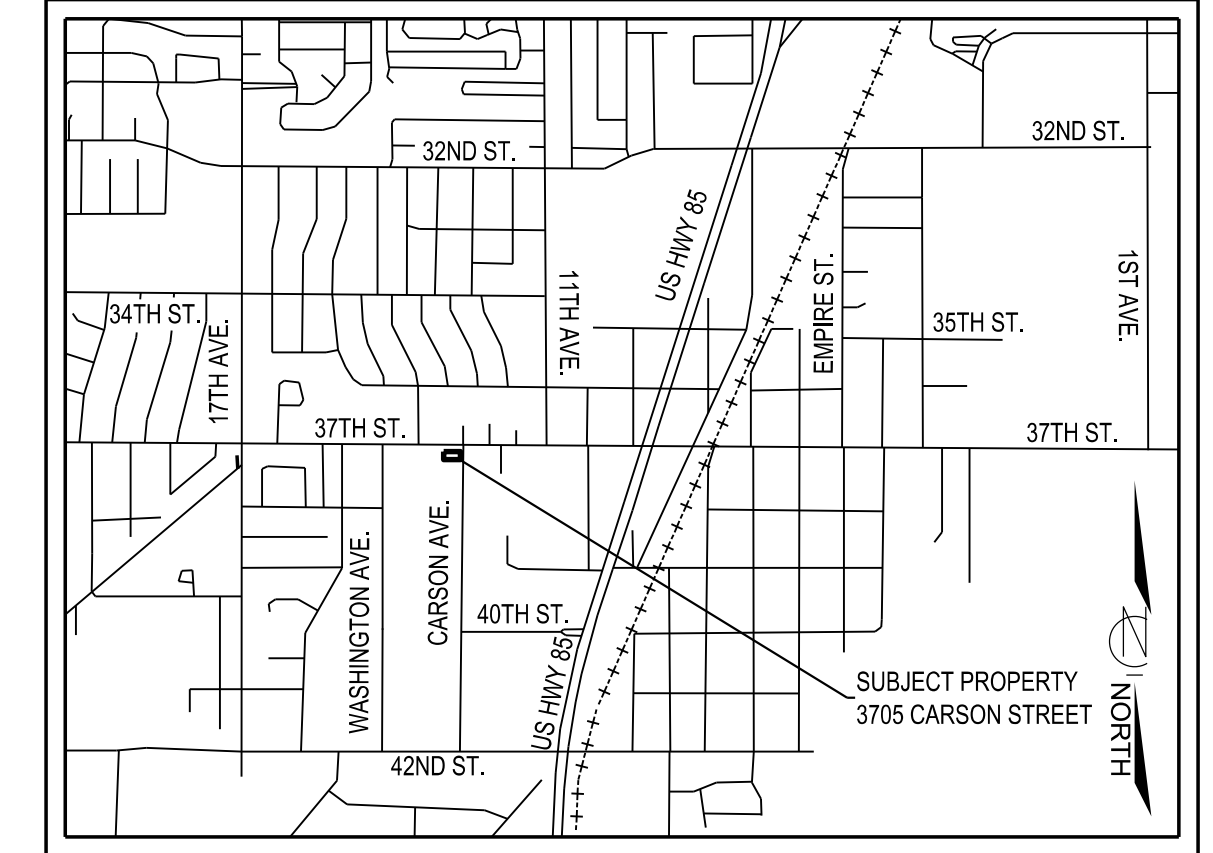 32ND ST.
32ND ST.
US HWY 85
11TH AVE.
EMPIRE ST.
1ST AVE.
34TH ST.
17TH AVE.
35TH ST.
37TH ST.
37TH ST.
WASHINGTON AVE.
CARSON AVE.
40TH ST.
US HWY 85
SUBJECT PROPERTY
3705 CARSON STREET
NORTH
42ND ST.